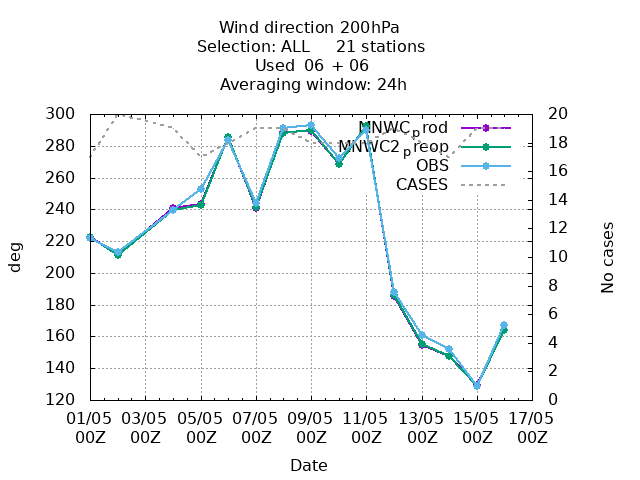 Wind direction 200hPa
Selection: ALL 21 stations
Used 06 + 06
Averaging window: 24h
300 20
MNWC_prod
280 18
MNWC2_preop
OBS
260 16
CASES
240 14
220 12
200 10
180 8
160 6
4
140 2
120 0
deg
No cases
01/05 03/05 05/05 07/05 09/05 11/05 13/05 15/05 17/05
00Z 00Z 00Z 00Z 00Z 00Z 00Z 00Z 00Z
Date